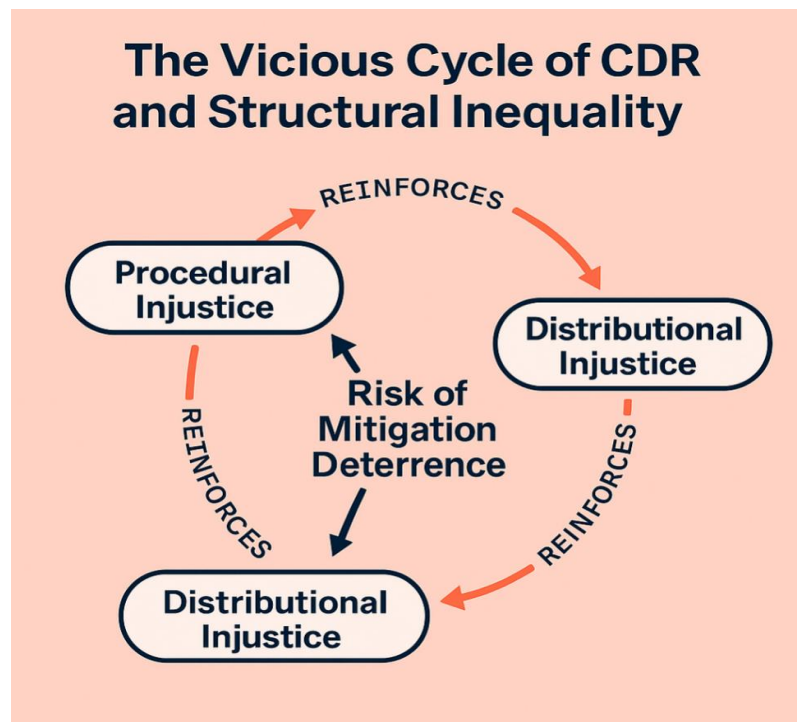 The Vicious Cycle of CDR
and Structural Inequality
REINFORCES
Procedural
Injustice
Distributional
Injustice
Risk of
Mitigation
Deterrence
REINFORCES
REINFORCES
Distributional
Injustice